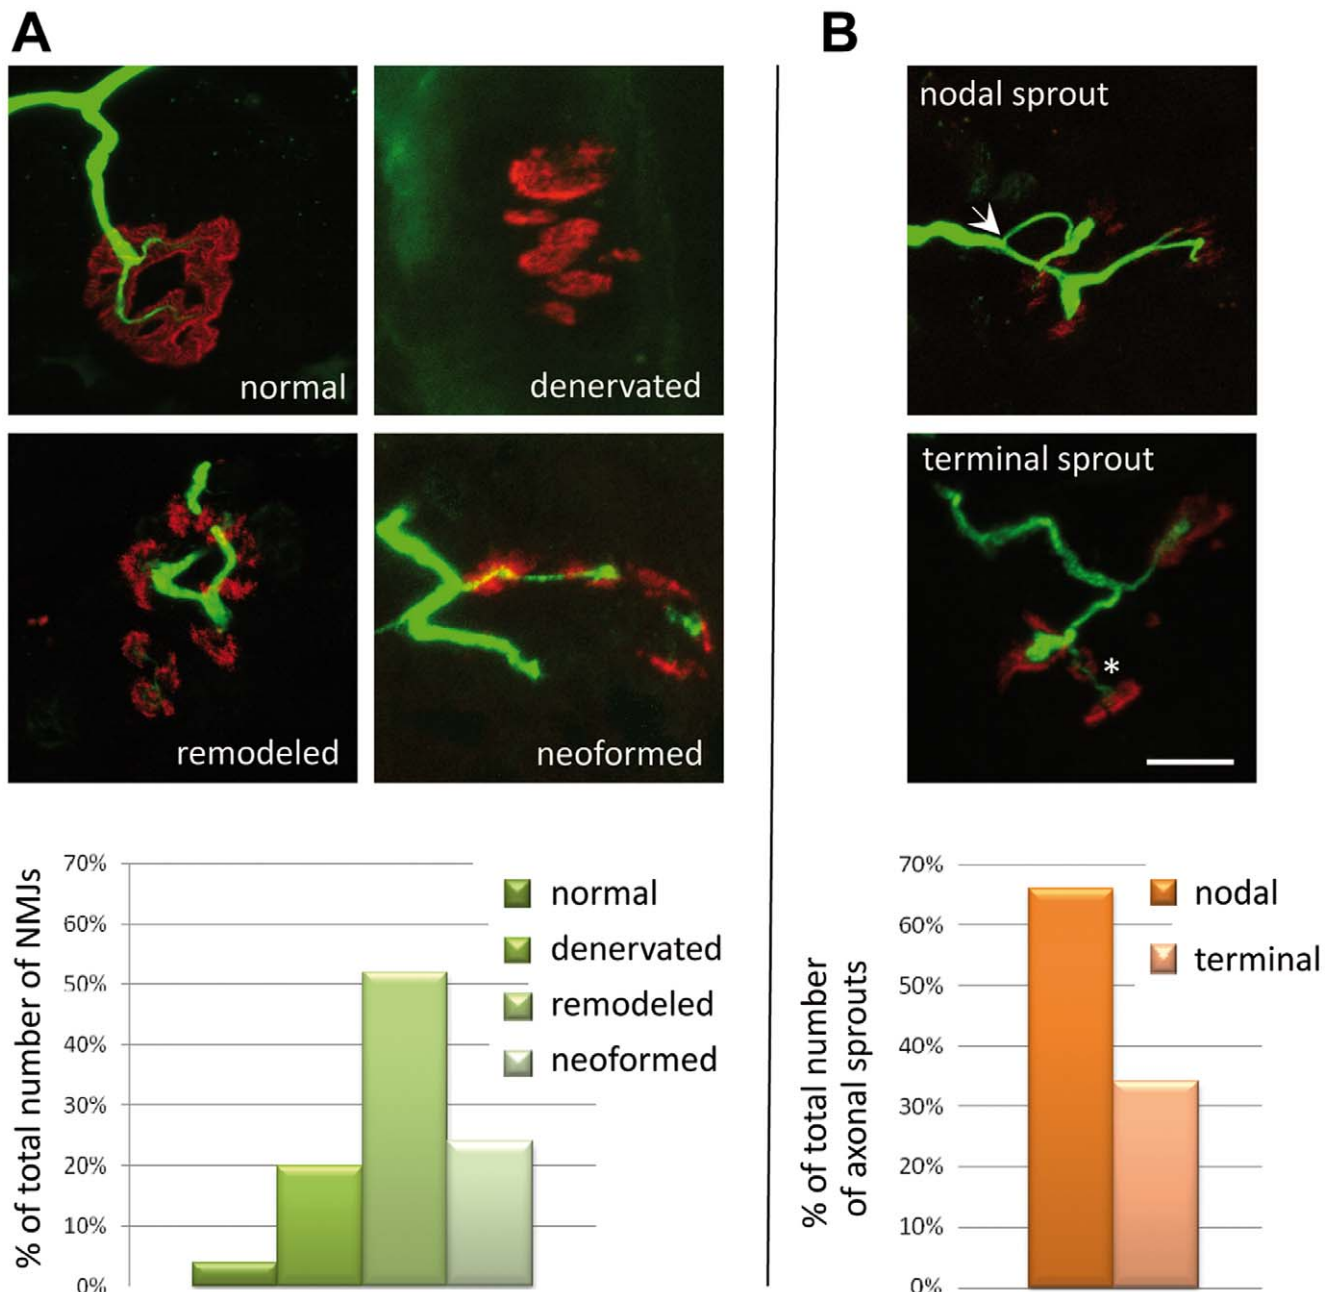 A
B
normal
denervated
nodal sprout
remodeled
neoformed
terminal sprout
*
% of total number of NMJs
70%
60%
50%
40%
30%
20%
10%
0%
normal
denervated
remodeled
neoformed
% of total number
of axonal sprouts
70%
60%
50%
40%
30%
20%
10%
0%
nodal
terminal